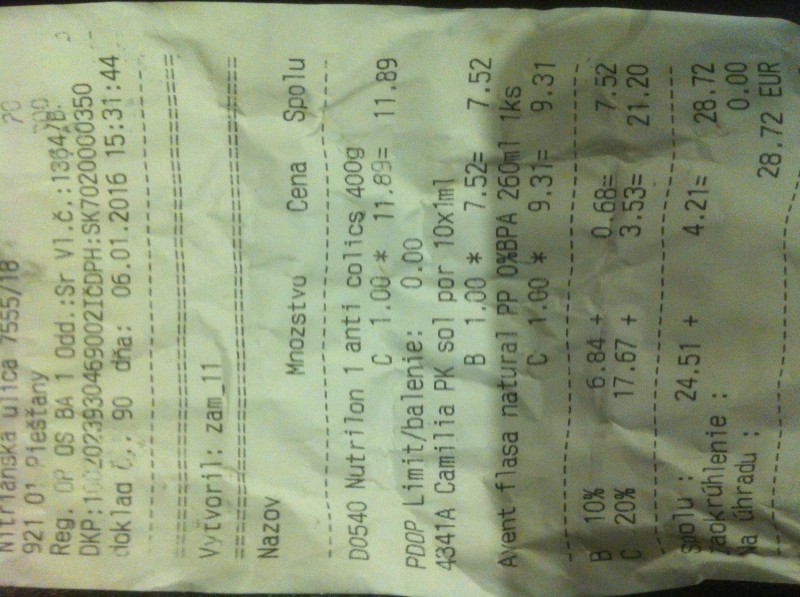 Nitrianska ulica 7555/18
921 01 Piešťany
Reg. OP OS BA 1 Odd.:Sr Vl.č.:
SK7020000350
doklad č.: 90 dňa: 06.01.2016 15:31:44
Vytvoril: zam_11
Nazov Mnozstvo Cena Spolu
D0540 Nutrilon 1 anti colics 400g
C 1.00 * 11.89= 11.89
PDOP Limit/balenie: 0.00
4341A Camilia PK sol por 10x1ml
B 1.00 * 7.52= 7.52
Avent flasa natural PP 0%BPA 260ml 1ks
C 1.00 * 9.31= 9.31
B 10% 6.84 + 0.68= 7.52
C 20% 17.67 + 3.53= 21.20
Spolu : 24.51 + 4.21= 28.72
Zaokrúhlenie : 0.00
Na úhradu : 28.72 EUR